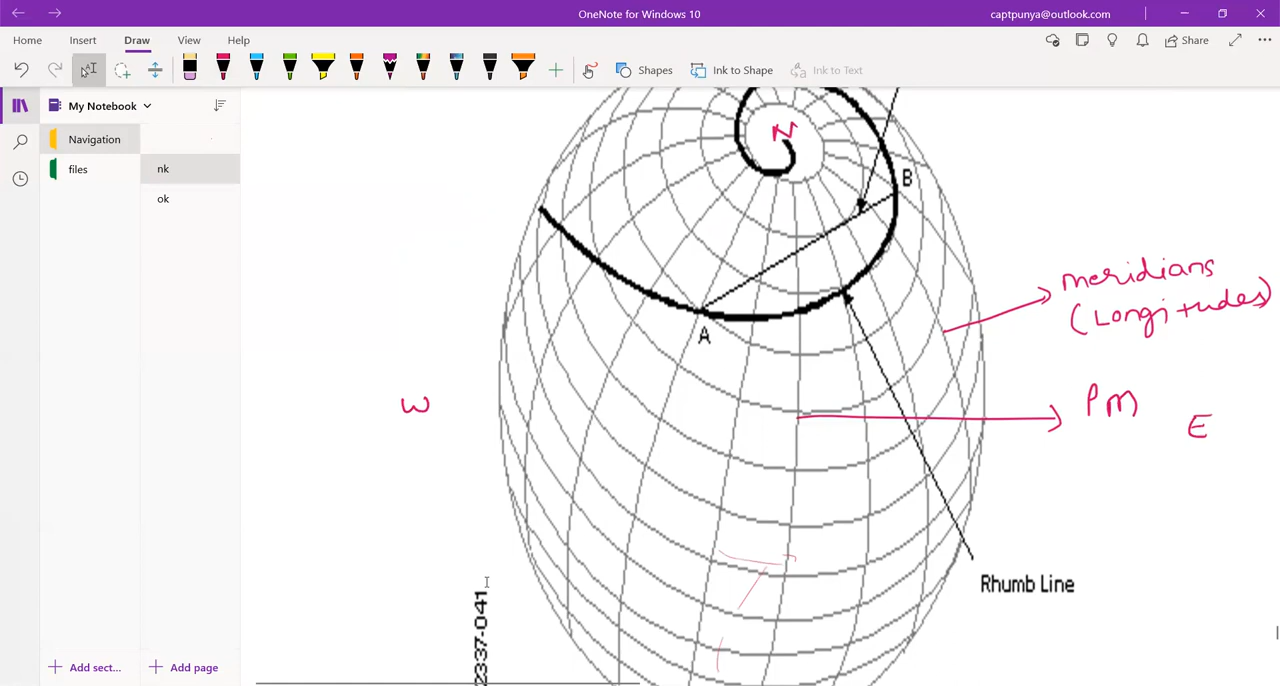 OneNote for Windows 10
captpunya@outlook.com
Home
Insert
Draw
View
Help
Share
Shapes
Ink to Shape
Ink to Text
My Notebook
Navigation
files
nk
ok
N
B
A
meridians
(Longitudes)
W
PM
E
Rhumb Line
2337-041
Add sect...
Add page